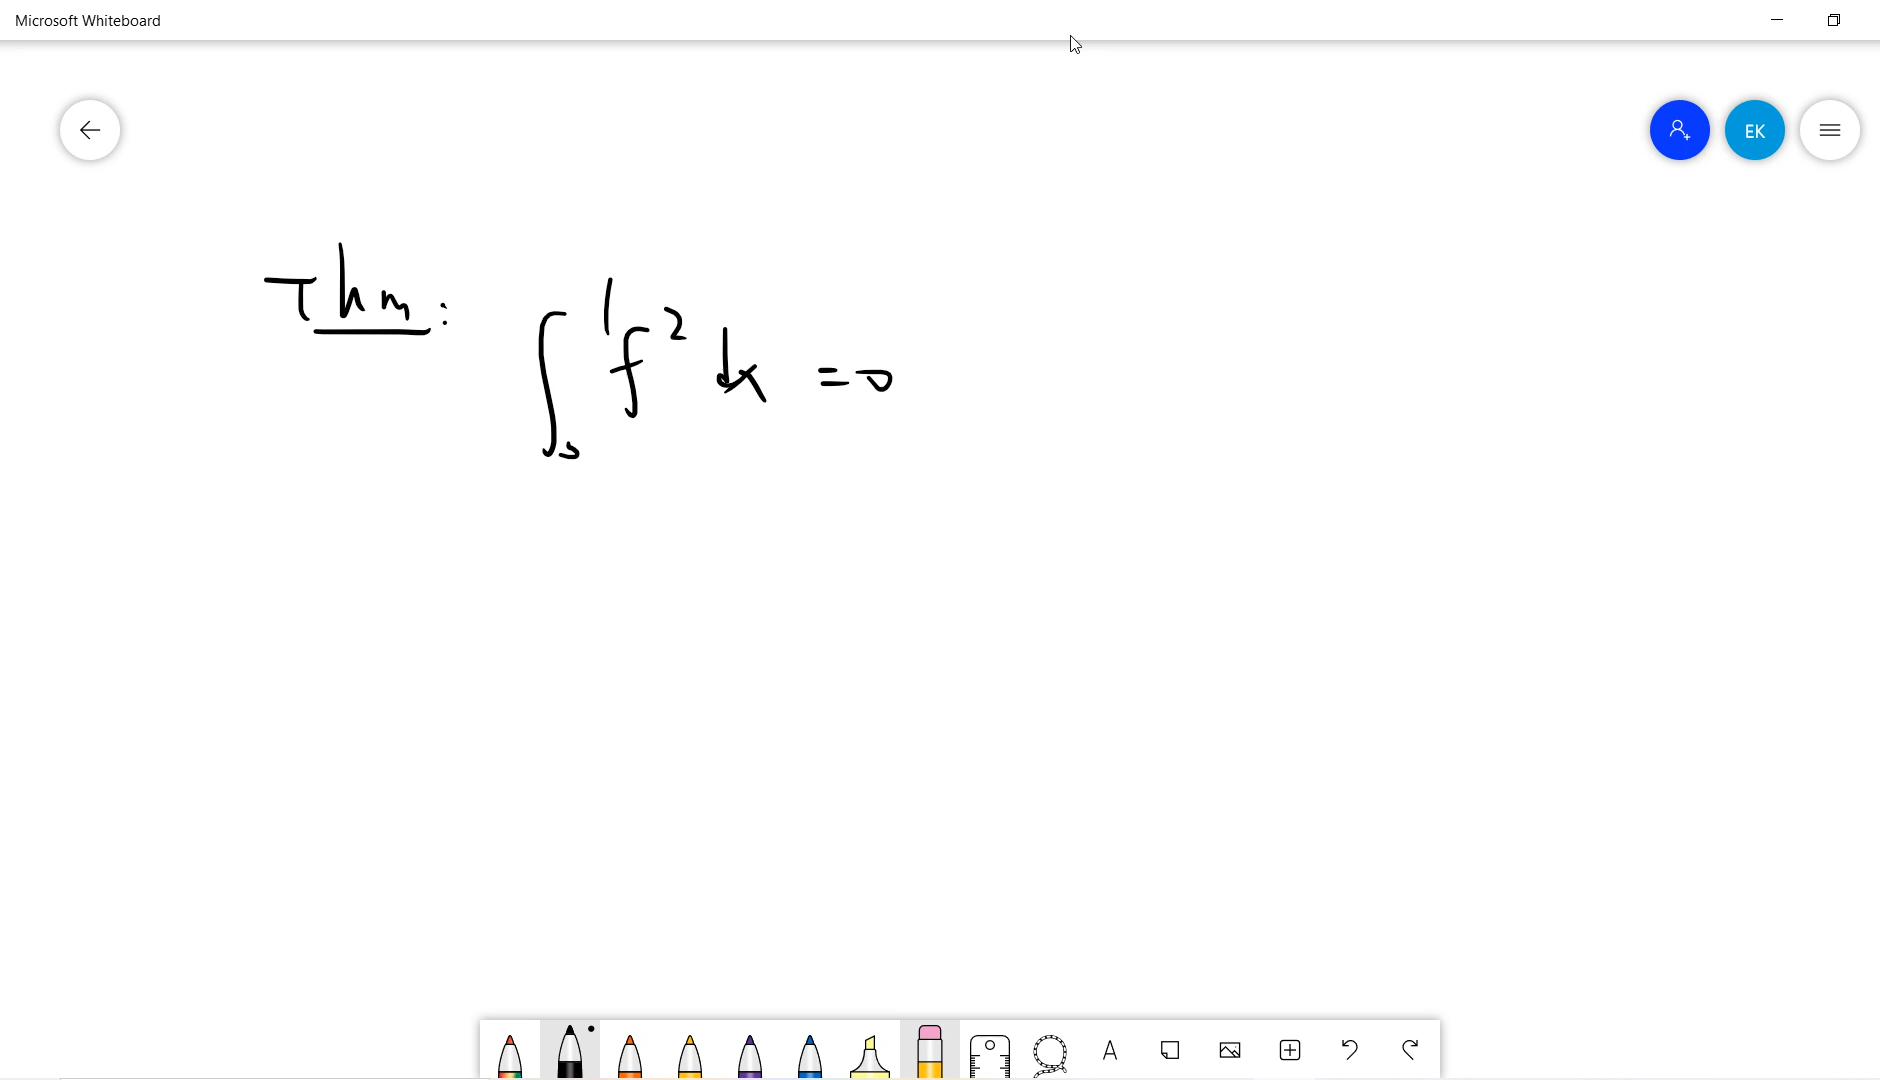 Microsoft Whiteboard
EK
Thm: ∫₀¹ f² dx = 0
A